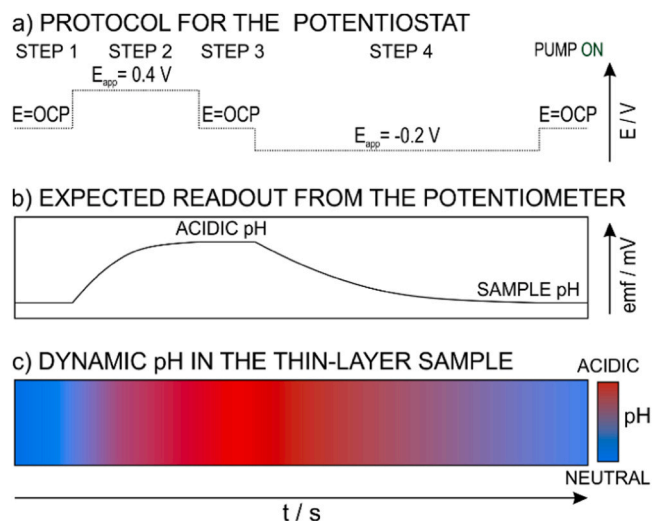 a) PROTOCOL FOR THE POTENTIOSTAT
STEP 1 STEP 2 STEP 3 STEP 4 PUMP ON
Eapp= 0.4 V
E=OCP E=OCP E=OCP
Eapp= -0.2 V
E / V
b) EXPECTED READOUT FROM THE POTENTIOMETER
ACIDIC pH
SAMPLE pH
emf / mV
c) DYNAMIC pH IN THE THIN-LAYER SAMPLE
ACIDIC
pH
NEUTRAL
t / s